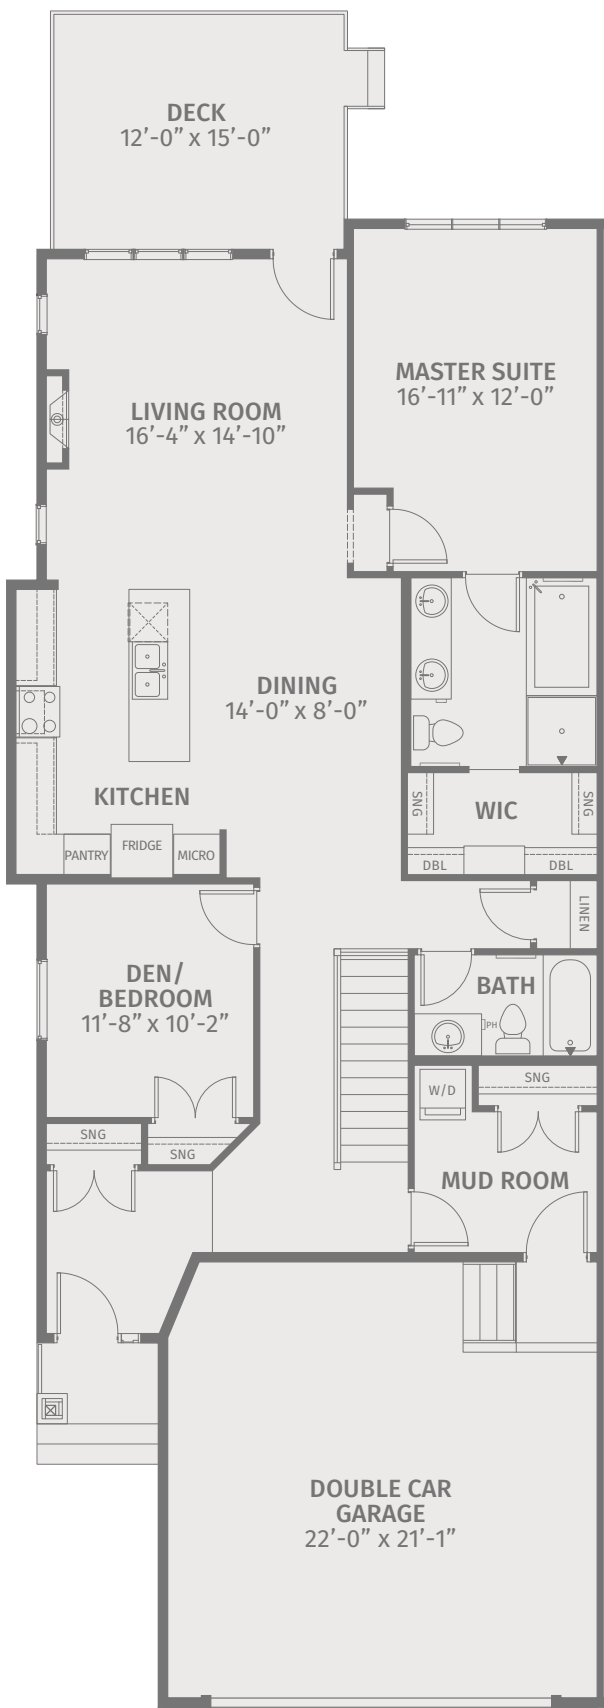 DECK
12’-0” x 15’-0”
MASTER SUITE
16’-11” x 12’-0”
LIVING ROOM
16’-4” x 14’-10”
DINING
14’-0” x 8’-0”
KITCHEN
PANTRY
FRIDGE
MICRO
SNG
WIC
SNG
DBL
DBL
LINEN
DEN/
BEDROOM
11’-8” x 10’-2”
BATH
PH
W/D
SNG
SNG
SNG
MUD ROOM
DOUBLE CAR
GARAGE
22’-0” x 21’-1”